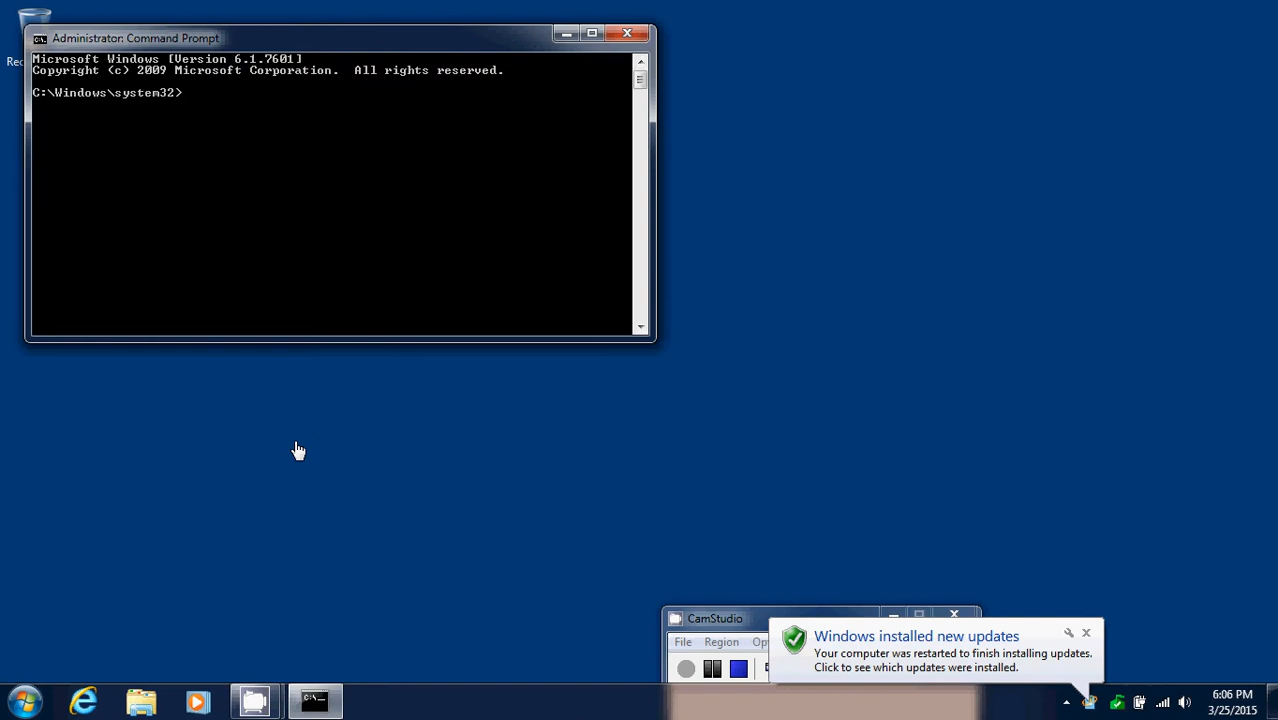 Rec
Administrator: Command Prompt
Microsoft Windows [Version 6.1.7601]
Copyright (c) 2009 Microsoft Corporation.  All rights reserved.
C:\Windows\system32>
CamStudio
File Region Op
Windows installed new updates
Your computer was restarted to finish installing updates.
Click to see which updates were installed.
C:\.
6:06 PM
3/25/2015